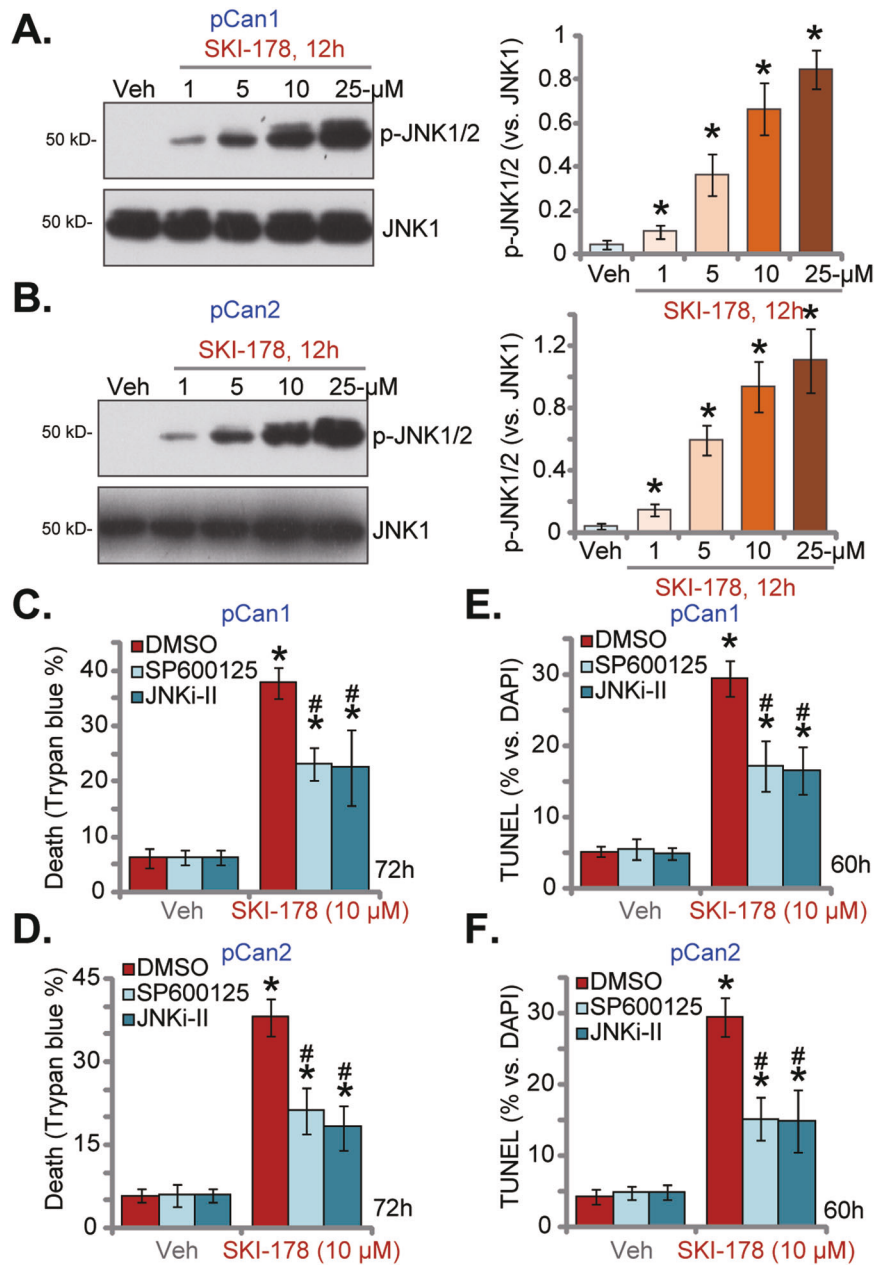 A.
pCan1
SKI-178, 12h
Veh 1 5 10 25-µM
50 kD-
p-JNK1/2
50 kD-
JNK1
p-JNK1/2 (vs. JNK1)
1
0.8
0.6
0.4
0.2
0
* * * *
Veh 1 5 10 25-µM
SKI-178, 12h
B.
pCan2
SKI-178, 12h
Veh 1 5 10 25-µM
50 kD-
p-JNK1/2
50 kD-
JNK1
p-JNK1/2 (vs. JNK1)
1.2
0.8
0.4
0
* * * *
Veh 1 5 10 25-µM
SKI-178, 12h
C.
pCan1
DMSO
SP600125
JNKi-II
Death (Trypan blue %)
40
30
20
10
0
* # * # *
72h
Veh SKI-178 (10 µM)
E.
pCan1
DMSO
SP600125
JNKi-II
TUNEL (% vs. DAPI)
30
20
10
0
* # * # *
60h
Veh SKI-178 (10 µM)
D.
pCan2
DMSO
SP600125
JNKi-II
Death (Trypan blue %)
45
30
15
0
* # * # *
72h
Veh SKI-178 (10 µM)
F.
pCan2
DMSO
SP600125
JNKi-II
TUNEL (% vs. DAPI)
30
20
10
0
* # * # *
60h
Veh SKI-178 (10 µM)